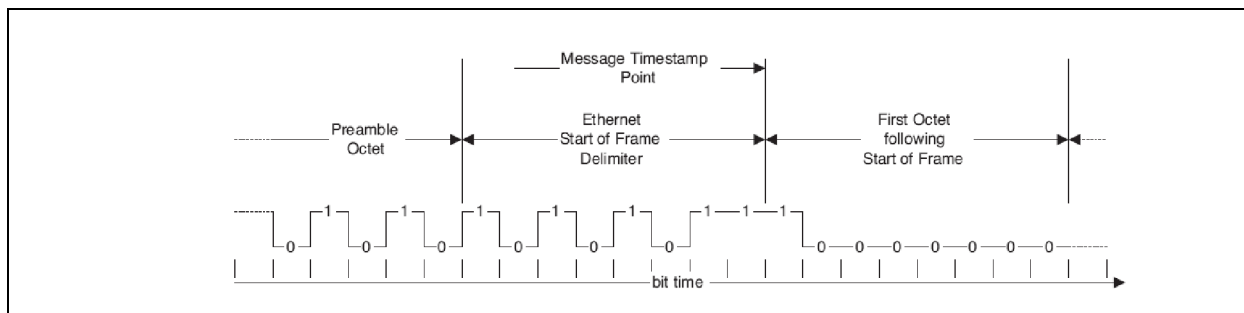 Message Timestamp
Point
Preamble
Octet
Ethernet
Start of Frame
Delimiter
First Octet
following
Start of Frame
0 1 0 1 0 1 0 1 0 1 0 1 1 1 0 0 0 0 0 0 0
bit time